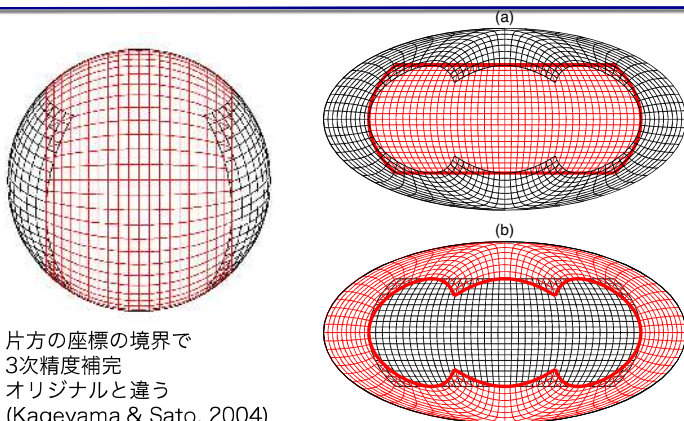 (a)
(b)
片方の座標の境界で
3次精度補完
オリジナルと違う
(Kageyama & Sato, 2004)